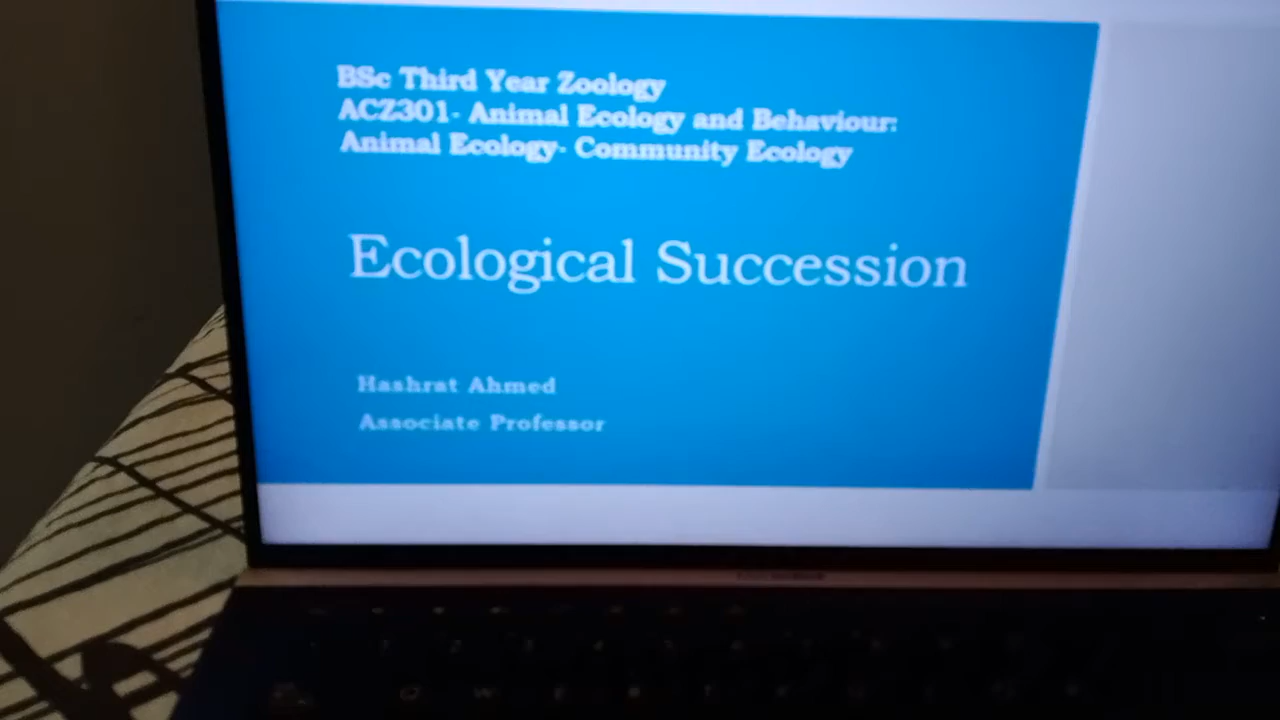 BSc Third Year Zoology
ACZ301- Animal Ecology and Behaviour:
Animal Ecology- Community Ecology
Ecological Succession
Hashrat Ahmed
Associate Professor